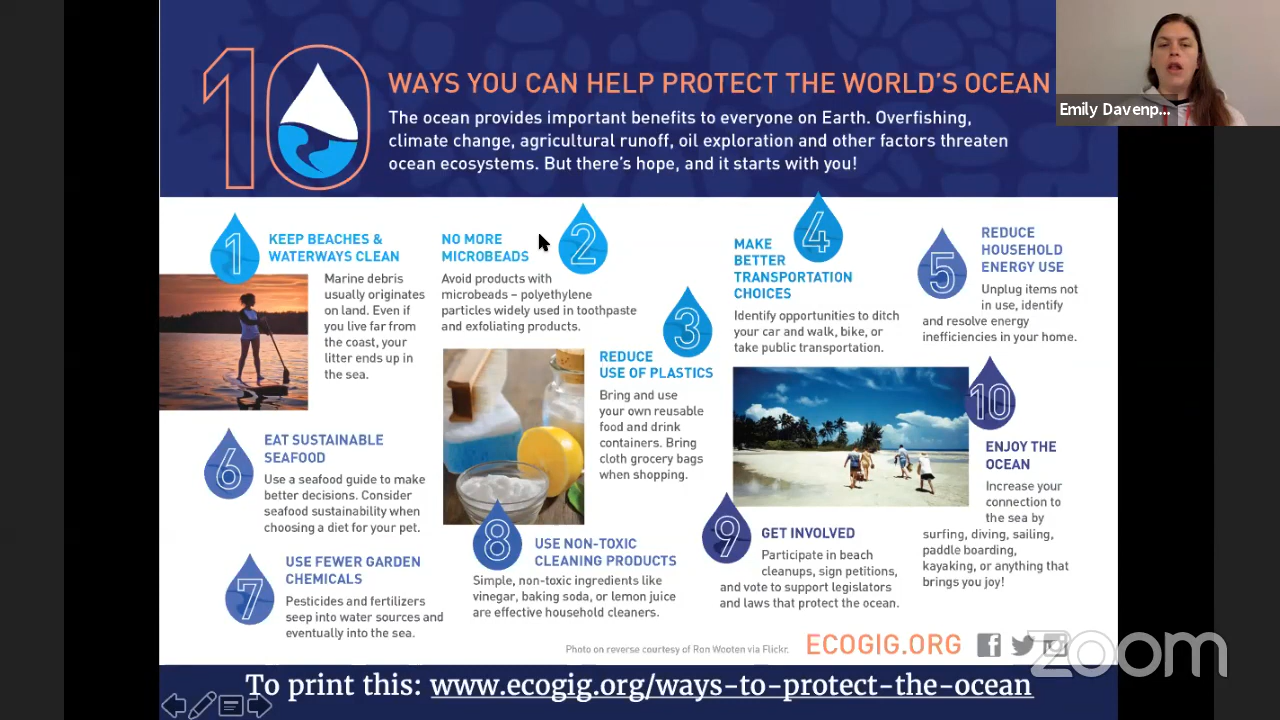 10
WAYS YOU CAN HELP PROTECT THE WORLD'S OCEAN
The ocean provides important benefits to everyone on Earth. Overfishing,
climate change, agricultural runoff, oil exploration and other factors threaten
ocean ecosystems. But there's hope, and it starts with you!
Emily Davenp...
1
KEEP BEACHES &
WATERWAYS CLEAN
Marine debris
usually originates
on land. Even if
you live far from
the coast, your
litter ends up in
the sea.
2
NO MORE
MICROBEADS
Avoid products with
microbeads – polyethylene
particles widely used in toothpaste
and exfoliating products.
3
REDUCE
USE OF PLASTICS
Bring and use
your own reusable
food and drink
containers. Bring
cloth grocery bags
when shopping.
4
MAKE
BETTER
TRANSPORTATION
CHOICES
Identify opportunities to ditch
your car and walk, bike, or
take public transportation.
5
REDUCE
HOUSEHOLD
ENERGY USE
Unplug items not
in use, identify
and resolve energy
inefficiencies in your home.
6
EAT SUSTAINABLE
SEAFOOD
Use a seafood guide to make
better decisions. Consider
seafood sustainability when
choosing a diet for your pet.
7
USE FEWER GARDEN
CHEMICALS
Pesticides and fertilizers
seep into water sources and
eventually into the sea.
8
USE NON-TOXIC
CLEANING PRODUCTS
Simple, non-toxic ingredients like
vinegar, baking soda, or lemon juice
are effective household cleaners.
9
GET INVOLVED
Participate in beach
cleanups, sign petitions,
and vote to support legislators
and laws that protect the ocean.
10
ENJOY THE
OCEAN
Increase your
connection to
the sea by
surfing, diving, sailing,
paddle boarding,
kayaking, or anything that
brings you joy!
Photo on reverse courtesy of Ron Wooten via Flickr.
ECOGIG.ORG
zoom
To print this: www.ecogig.org/ways-to-protect-the-ocean